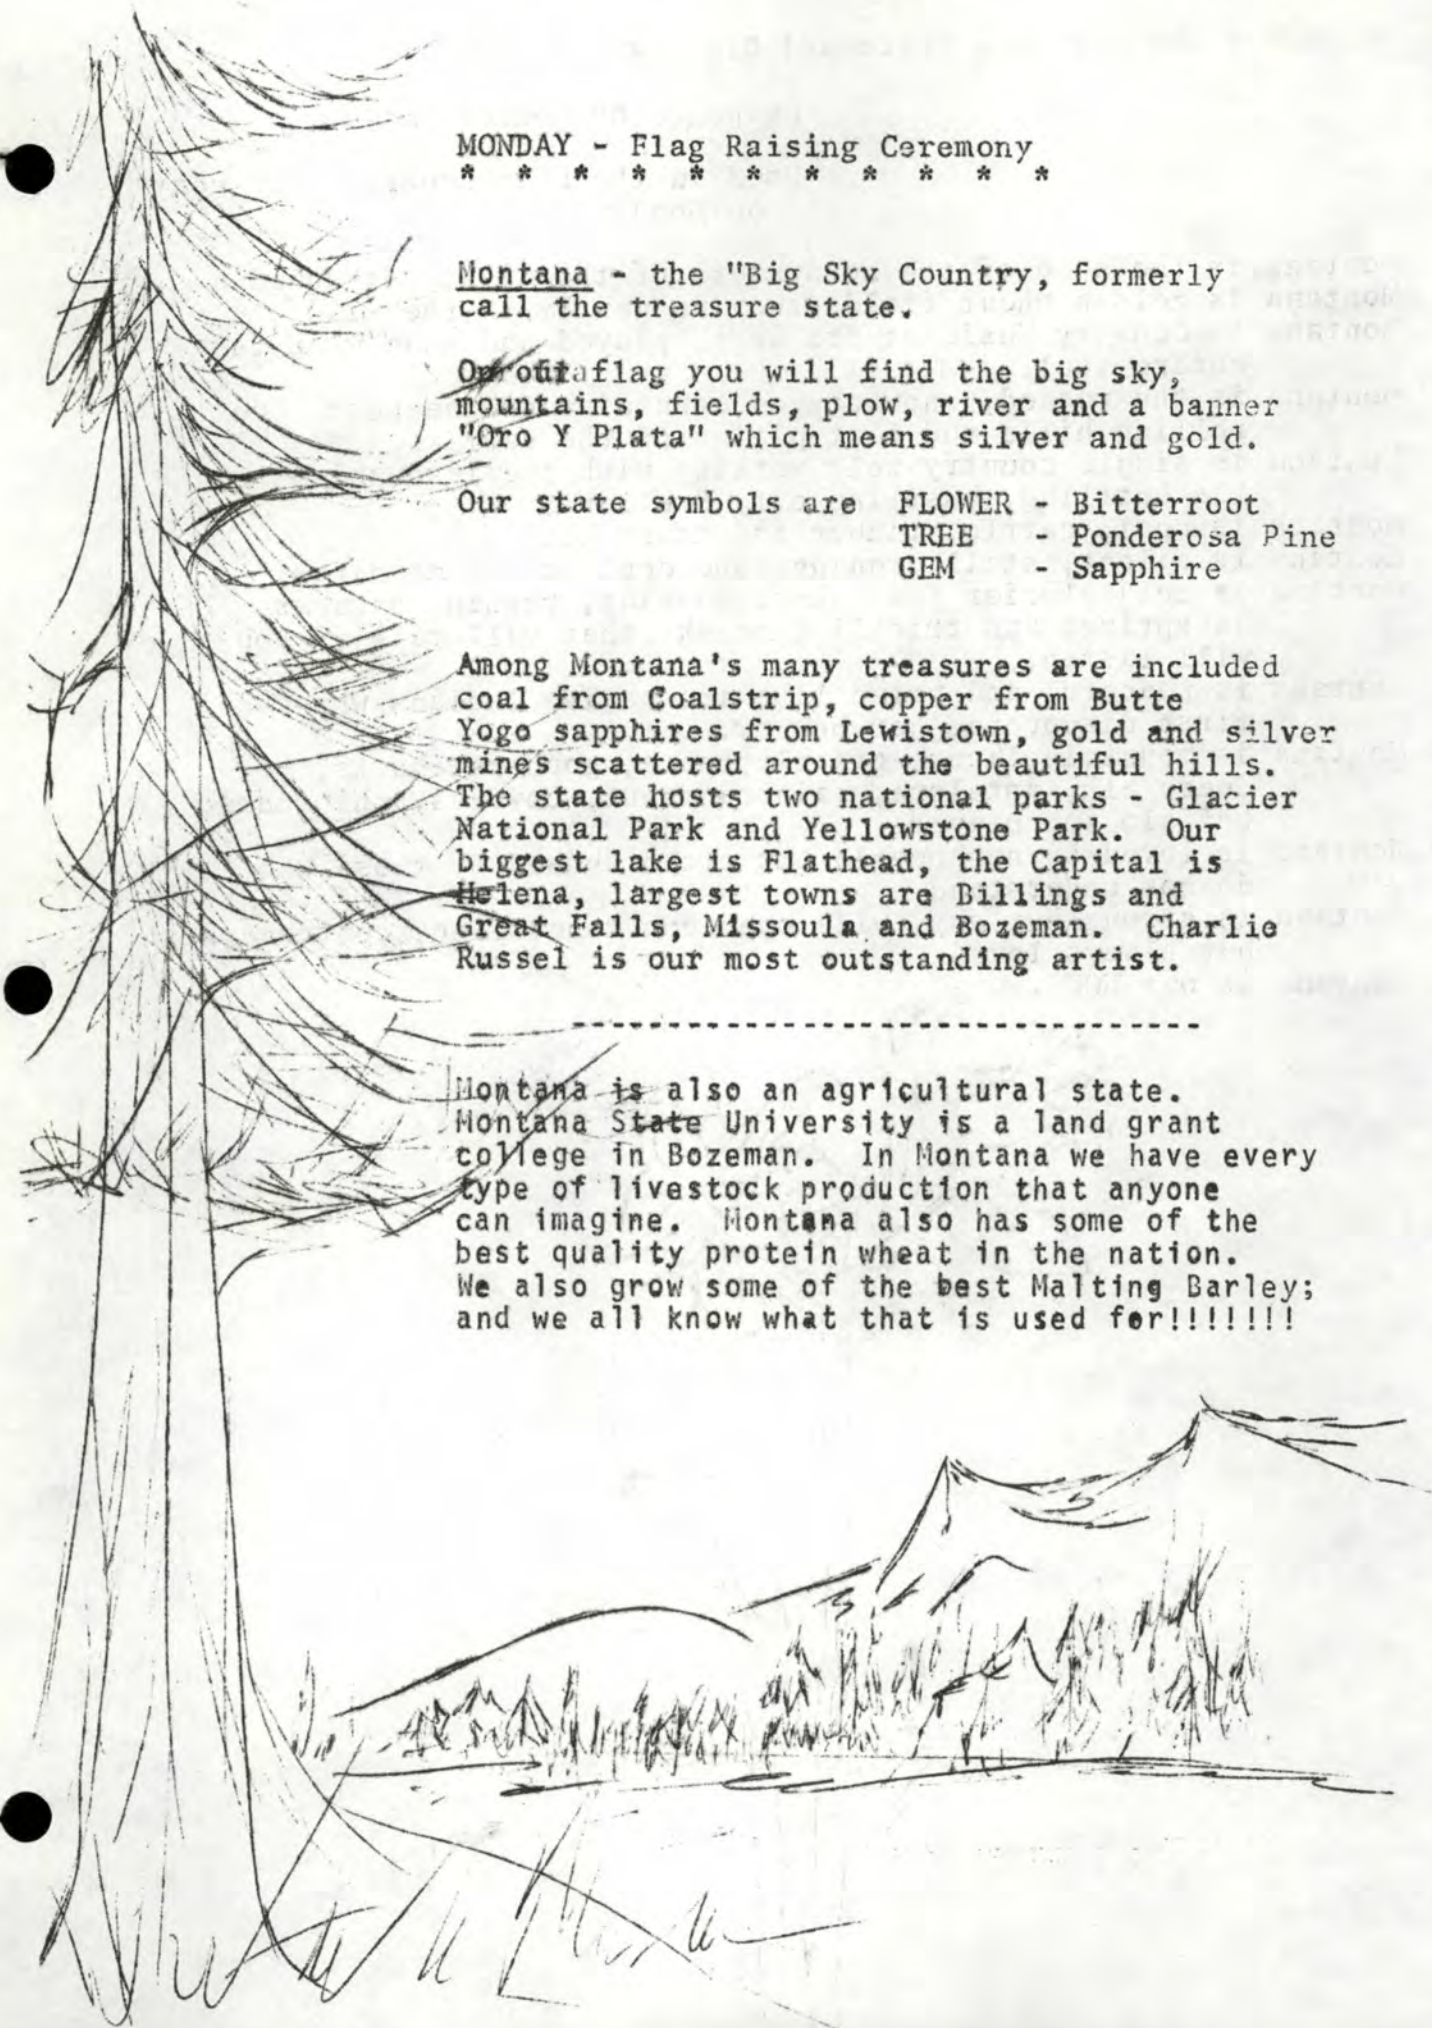 MONDAY - Flag Raising Ceremony
* * * * * * * * * * *
Montana - the "Big Sky Country, formerly
call the treasure state.
On our flag you will find the big sky,
mountains, fields, plow, river and a banner
"Oro Y Plata" which means silver and gold.
Our state symbols are FLOWER - Bitterroot
TREE - Ponderosa Pine
GEM - Sapphire
Among Montana's many treasures are included
coal from Coalstrip, copper from Butte
Yogo sapphires from Lewistown, gold and silver
mines scattered around the beautiful hills.
The state hosts two national parks - Glacier
National Park and Yellowstone Park. Our
biggest lake is Flathead, the Capital is
Helena, largest towns are Billings and
Great Falls, Missoula and Bozeman. Charlie
Russel is our most outstanding artist.
---------------------------------
Montana is also an agricultural state.
Montana State University is a land grant
college in Bozeman. In Montana we have every
type of livestock production that anyone
can imagine. Montana also has some of the
best quality protein wheat in the nation.
We also grow some of the best Malting Barley;
and we all know what that is used for!!!!!!!